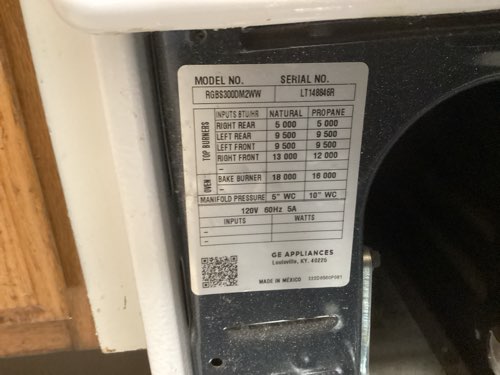 MODEL NO. SERIAL NO.
RGBS300DM2WW LT148846R
TOP BURNERS
INPUTS BTU/HR NATURAL PROPANE
RIGHT REAR 5 000 5 000
LEFT REAR 9 500 9 500
LEFT FRONT 9 500 9 500
RIGHT FRONT 13 000 12 000
–
OVEN
BAKE BURNER 18 000 16 000
–
MANIFOLD PRESSURE 5" WC 10" WC
120V 60Hz 5A
INPUTS WATTS
–
–
GE APPLIANCES
Louisville, KY. 40225
MADE IN MEXICO